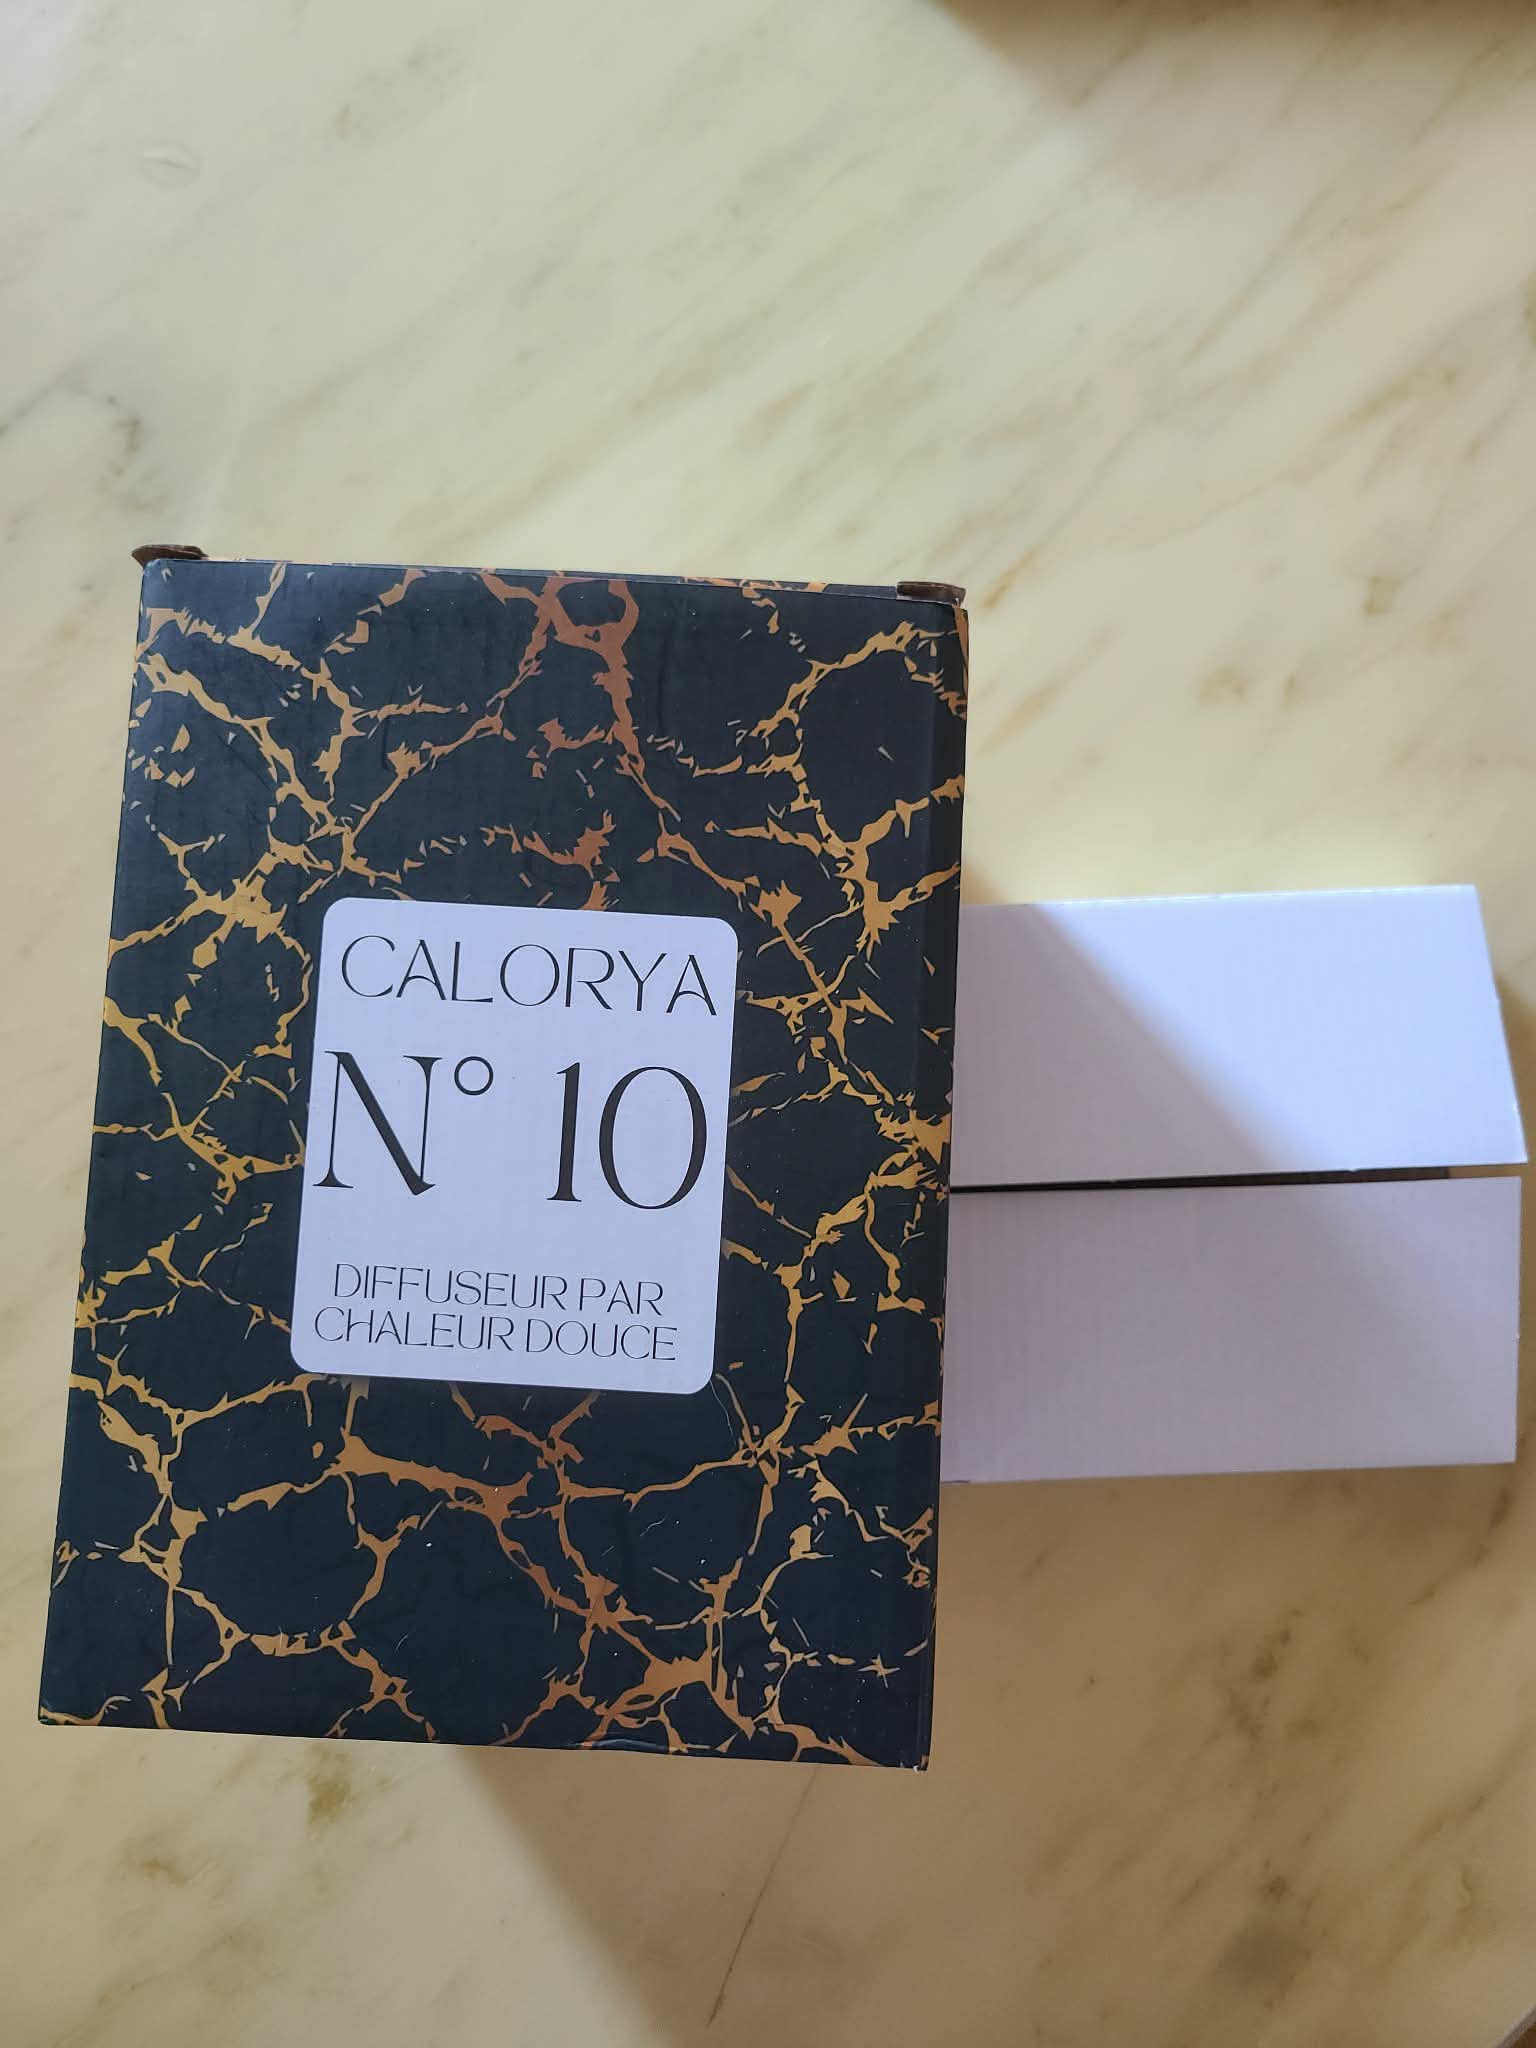 CALORYA
N° 10
DIFFUSEUR PAR
CHALEUR DOUCE